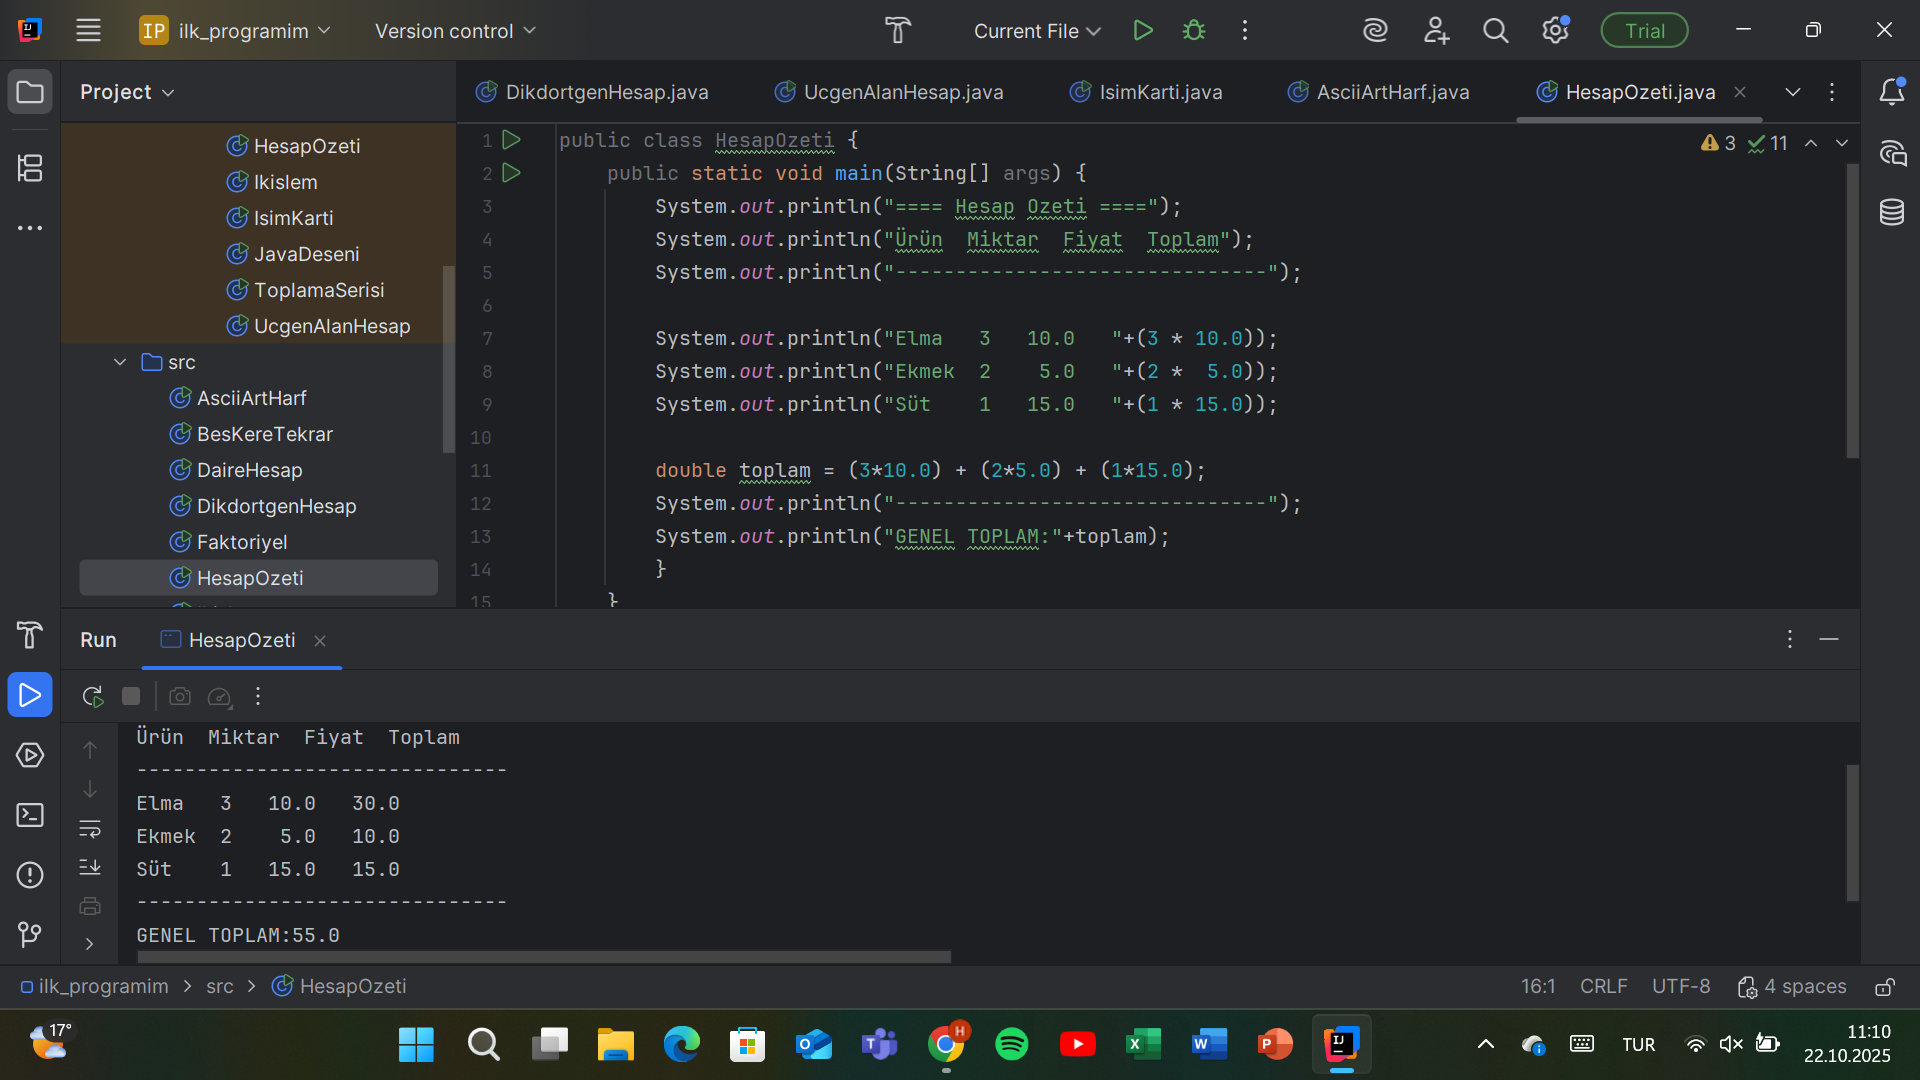 IP ilk_programim Version control Current File Trial
Project
DikdortgenHesap.java UcgenAlanHesap.java IsimKarti.java AsciiArtHarf.java HesapOzeti.java
HesapOzeti
Ikislem
IsimKarti
JavaDeseni
ToplamaSerisi
UcgenAlanHesap
src
AsciiArtHarf
BesKereTekrar
DaireHesap
DikdortgenHesap
Faktoriyel
HesapOzeti
3 11
1 public class HesapOzeti {
2 public static void main(String[] args) {
3 System.out.println("==== Hesap Ozeti ====");
4 System.out.println("Ürün  Miktar  Fiyat  Toplam");
5 System.out.println("-------------------------------");
6
7 System.out.println("Elma   3   10.0   "+(3 * 10.0));
8 System.out.println("Ekmek  2    5.0   "+(2 *  5.0));
9 System.out.println("Süt    1   15.0   "+(1 * 15.0));
10
11 double toplam = (3*10.0) + (2*5.0) + (1*15.0);
12 System.out.println("-------------------------------");
13 System.out.println("GENEL TOPLAM:"+toplam);
14 }
15 }
Run HesapOzeti
Ürün  Miktar  Fiyat  Toplam
-------------------------------
Elma   3   10.0   30.0
Ekmek  2    5.0   10.0
Süt    1   15.0   15.0
-------------------------------
GENEL TOPLAM:55.0
ilk_programim > src > HesapOzeti 16:1 CRLF UTF-8 4 spaces
17° TUR 11:10
22.10.2025